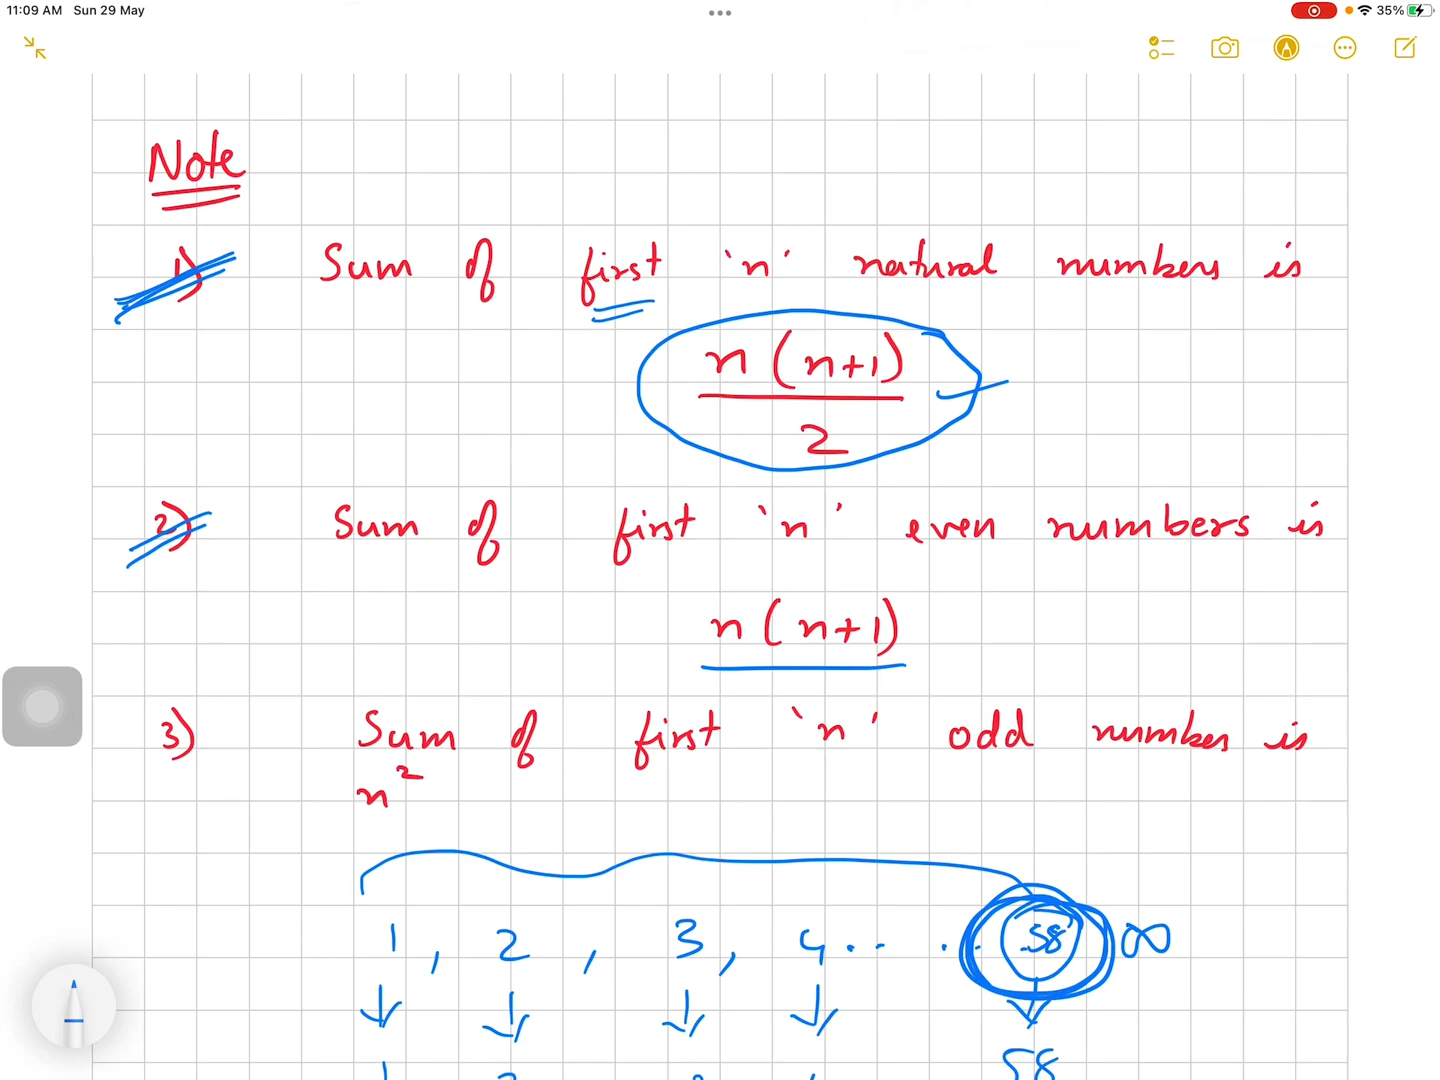 11:09 AM Sun 29 May
35%
Note
1) Sum of first 'n' natural numbers is
n (n+1)
2
2) Sum of first 'n' even numbers is
n (n+1)
3) Sum of first 'n' odd number is
n²
1, 2, 3, 4 . . . . 58 ∞
58